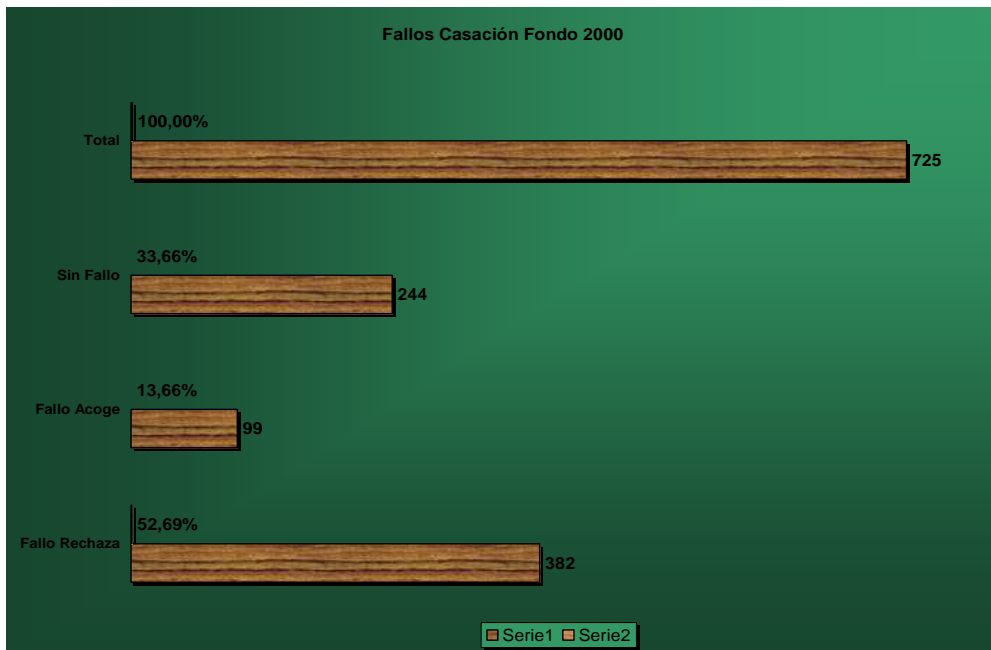 Fallos Casación Fondo 2000
100,00%
Total
725
33,66%
Sin Fallo
244
13,66%
Fallo Acoge
99
52,69%
Fallo Rechaza
382
Serie1 Serie2